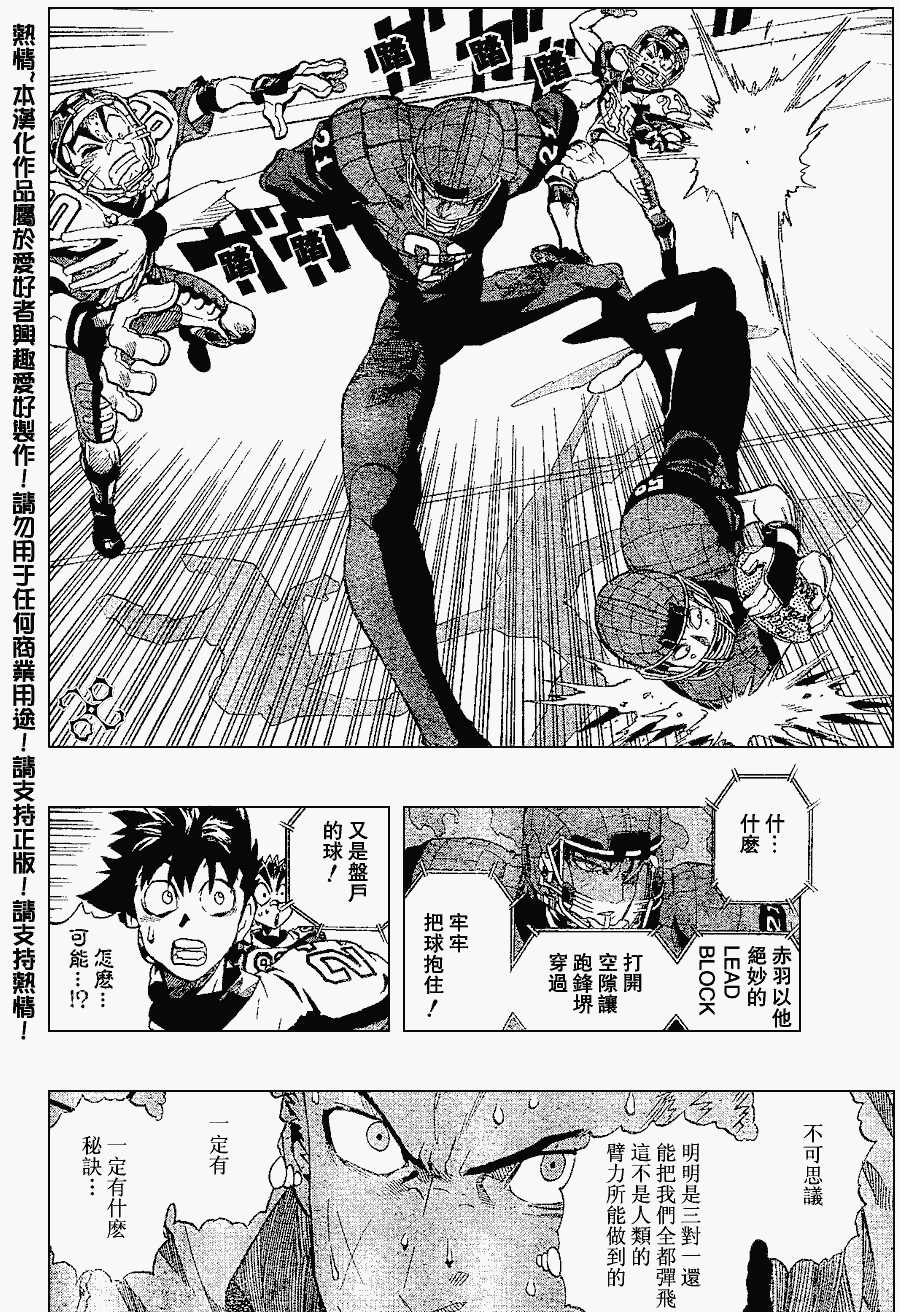 熱情、本漢化作品屬於愛好者興趣愛好製作！請勿用于任何商業用途！請支持正版！請支持熱情！
踏
踏
踏
踏
踏
21
21
21
什…
什麼
赤羽以他
絕妙的
LEAD
BLOCK
打開
空隙讓
跑鋒堺
穿過
牢牢
把球抱住！
又是盤戶
的球！
怎麼…
可能…!?
不可思議
明明是三對一還
能把我們全都彈飛
這不是人類的
臂力所能做到的
一定有
一定有什麼
秘訣…